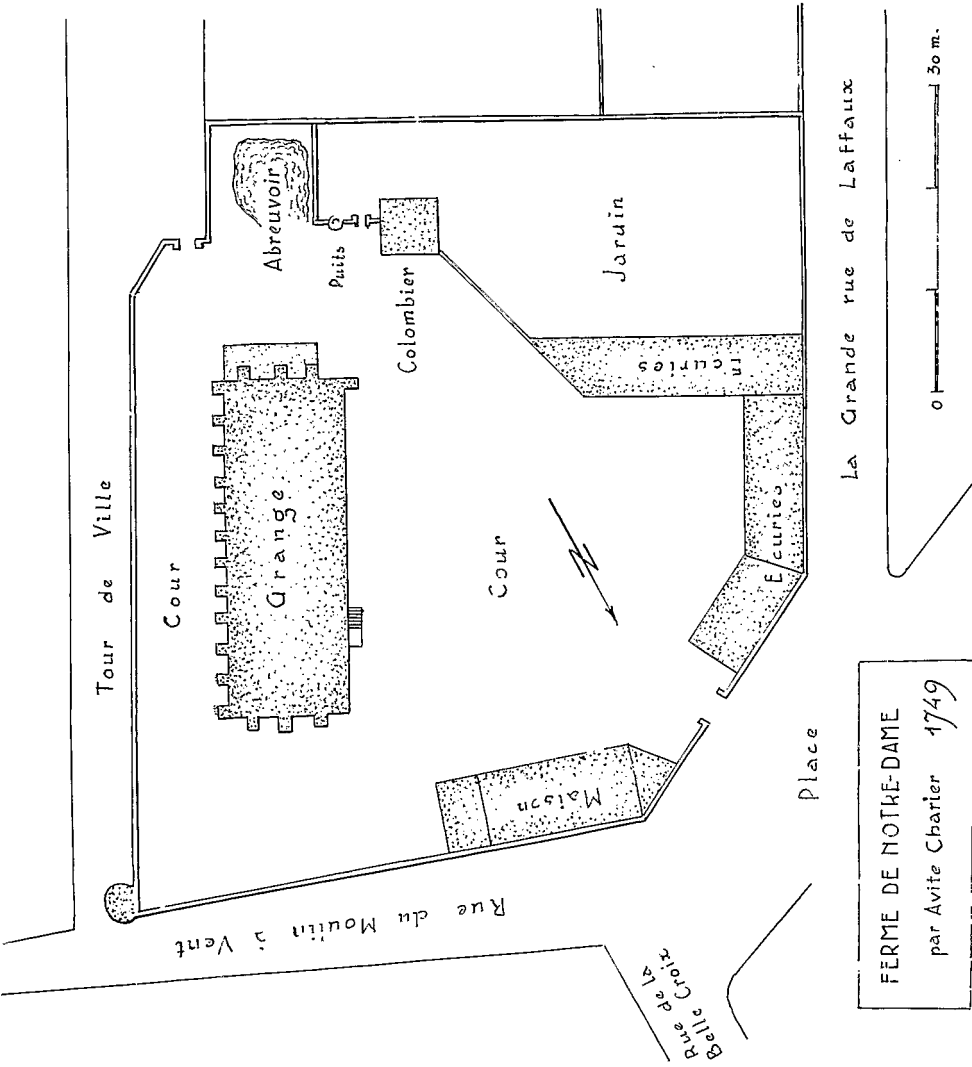 Tour de Ville
Cour
Grange
Abreuvoir
Puits
Colombier
Jardin
Ecuries
Ecuries
Cour
Maison
Rue du Moulin à Vent
Rue de la
Belle Croix
Place
La Grande rue de Laffaux
0
30 m.
FERME DE NOTRE-DAME
par Avite Charier 1749